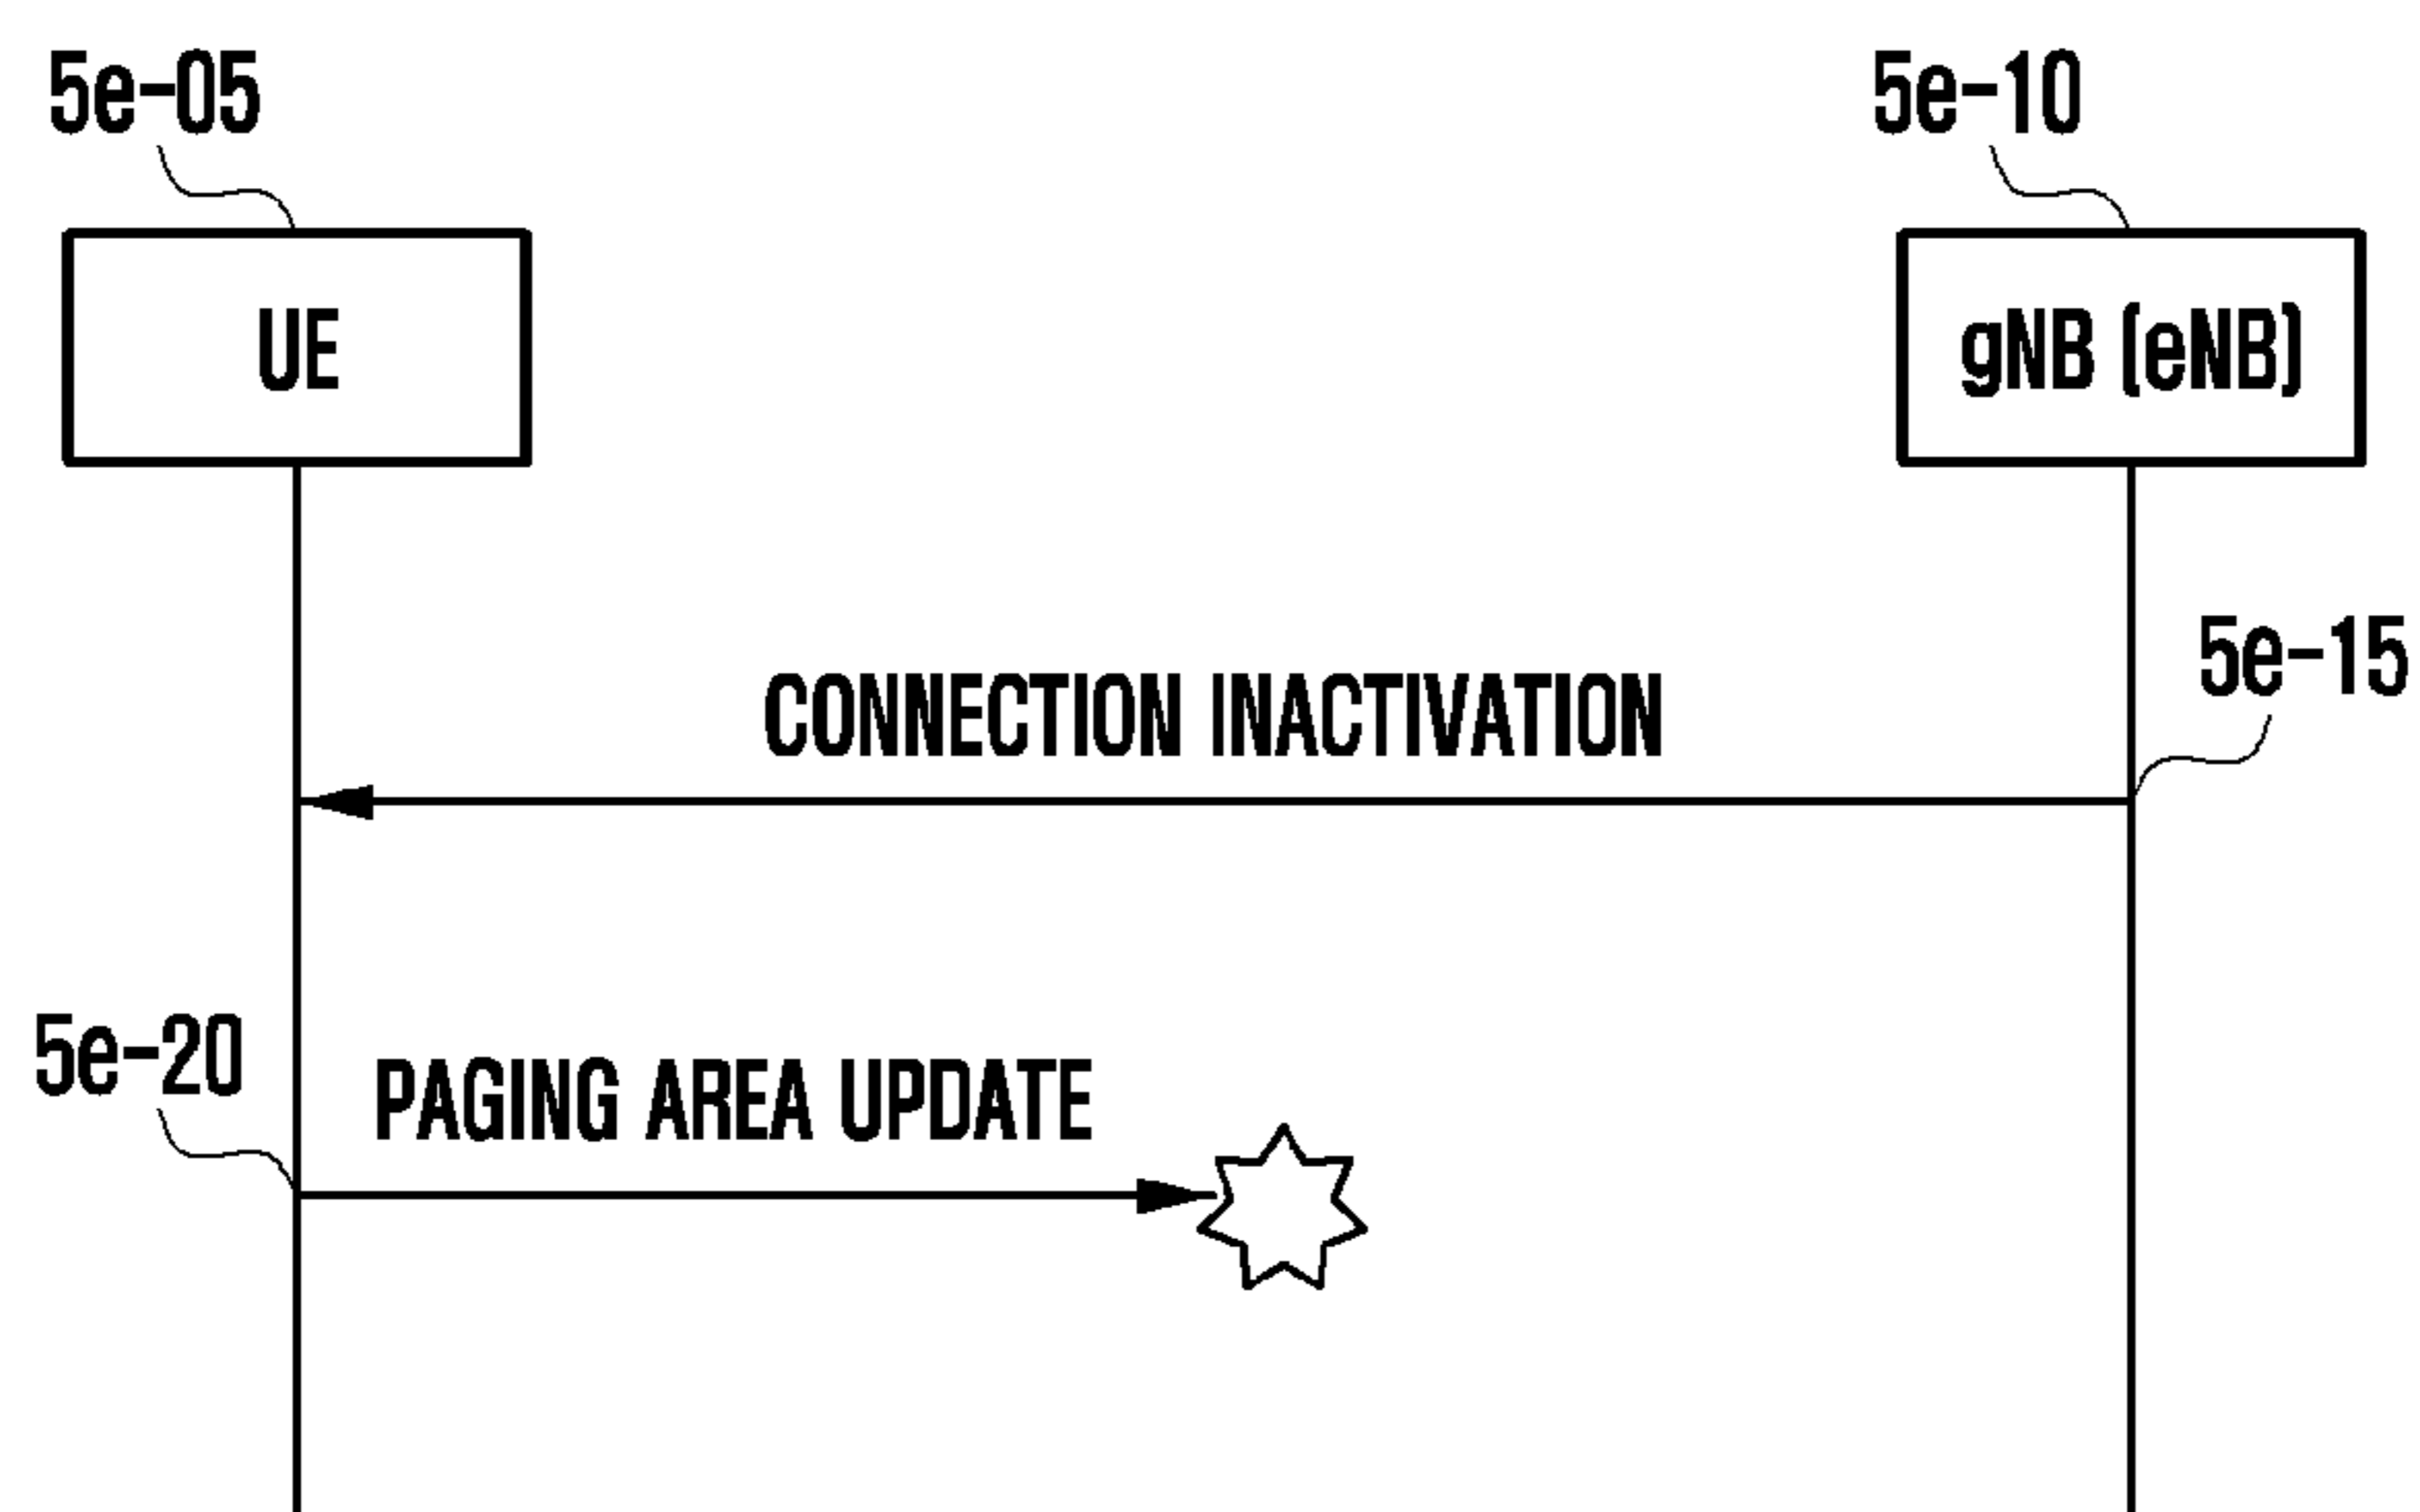 5e-05
5e-10
UE
gNB (eNB)
5e-15
CONNECTION INACTIVATION
5e-20
PAGING AREA UPDATE